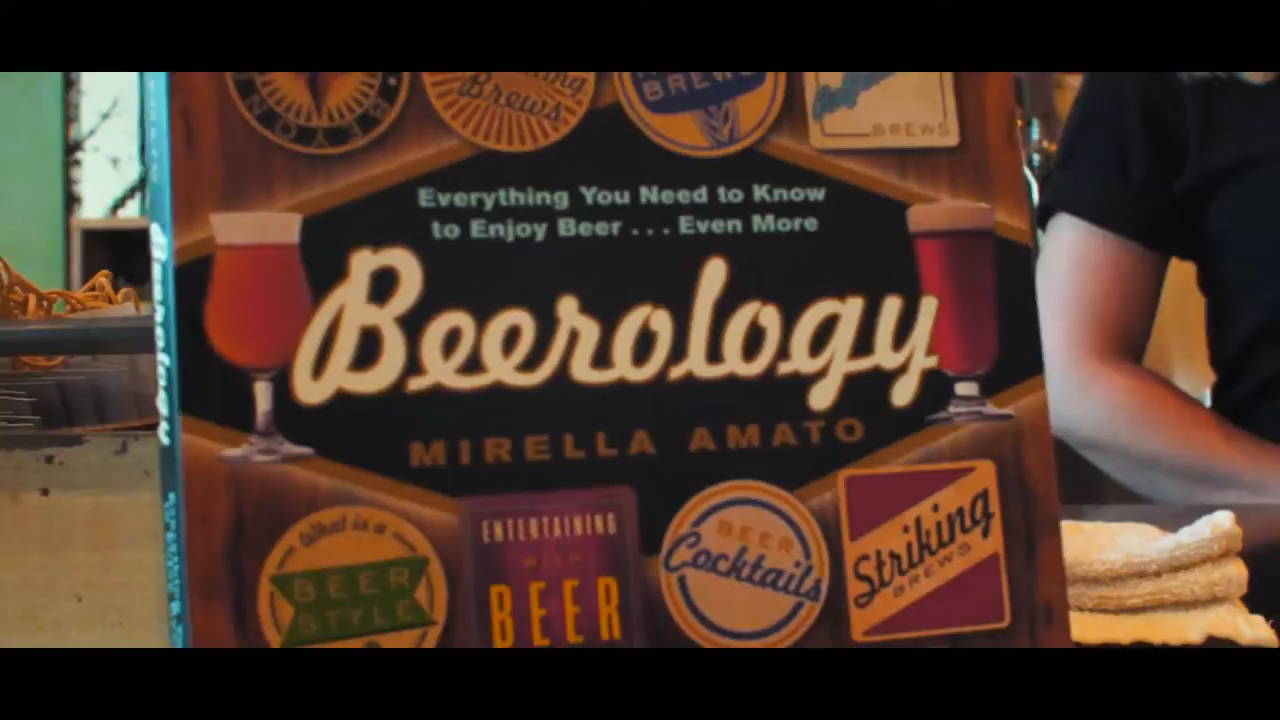 Brews
BREWS
BREWS
Everything You Need to Know
to Enjoy Beer ... Even More
Beerology
MIRELLA AMATO
What is a
BEER
STYLE
ENTERTAINING
WITH
BEER
BEER
Cocktails
Striking
BREWS
Beerology